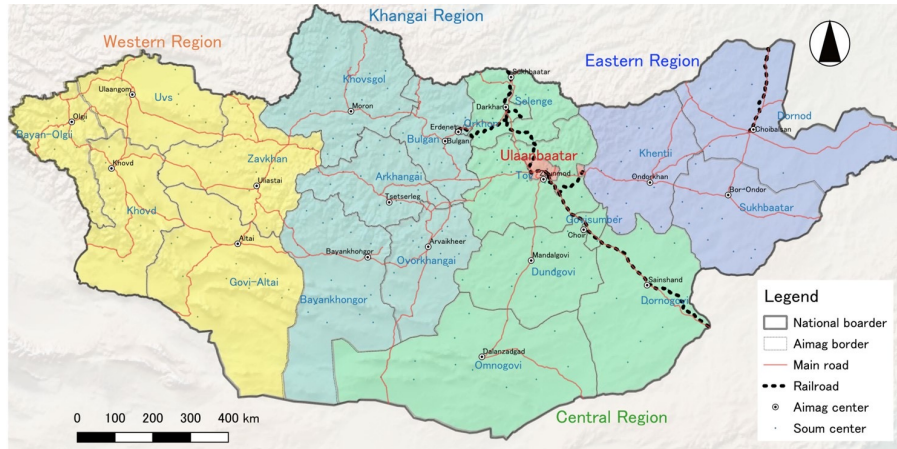 Khangai Region
Western Region
Eastern Region
Sukhbaatar
Khovsgol
Ulaangom
Uvs
Darkhan
Selenge
Moron
Dornod
Olgii
Orkhon
Erdenet
Choibalsan
Bayan-Olgii
Bulgan
Bulgan
Khentii
Khovd
Zavkhan
Ulaanbaatar
Arkhangai
Uliastai
Ondorkhan
Tsetserleg
Bor-Ondor
Khovd
Sukhbaatar
Govisumber
Choir
Altai
Arvaikheer
Bayankhongor
Ovorkhangai
Mandalgovi
Dundgovi
Govi-Altai
Sainshand
Bayankhongor
Dornogovi
Dalanzadgad
Omnogovi
Central Region
0 100 200 300 400 km
Legend
National boarder
Aimag border
Main road
Railroad
Aimag center
Soum center